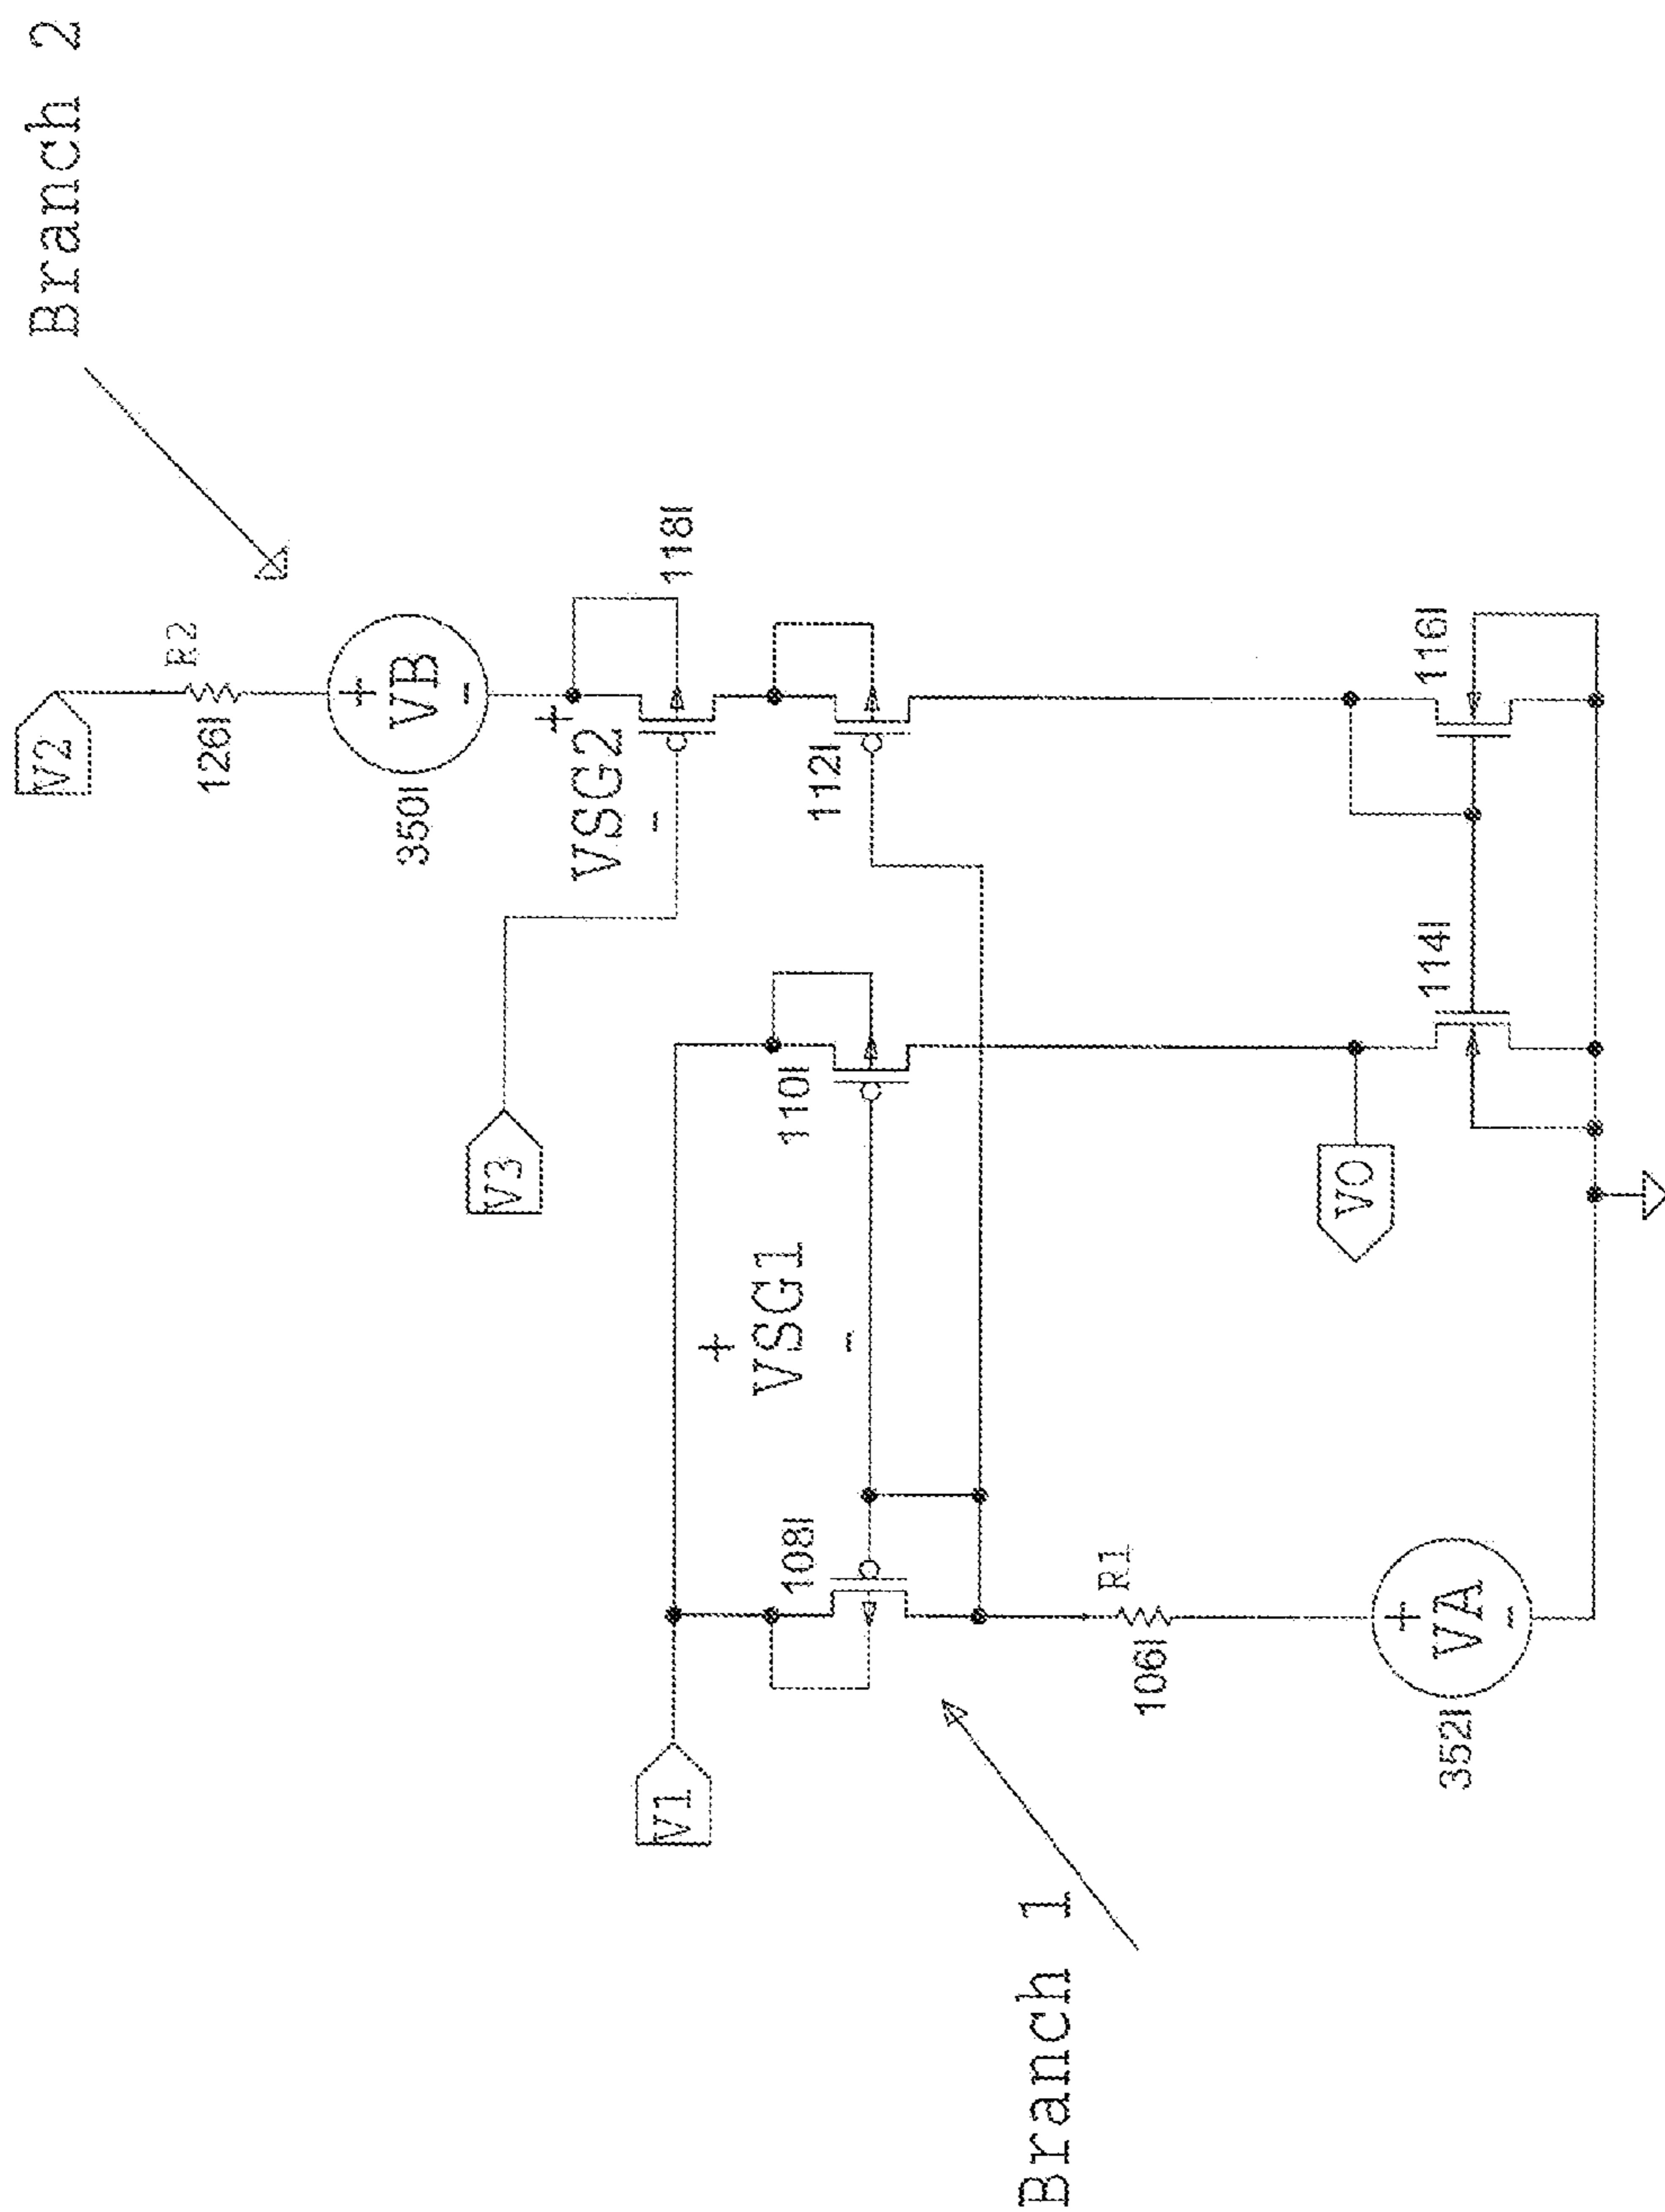 Branch 2
V2
R2
126I
+
VB
-
350I
118I
+
VSG2
-
112I
V3
110I
+
VSG1
-
108I
V1
R1
106I
+
VA
-
352I
VO
114I
116I
Branch 1